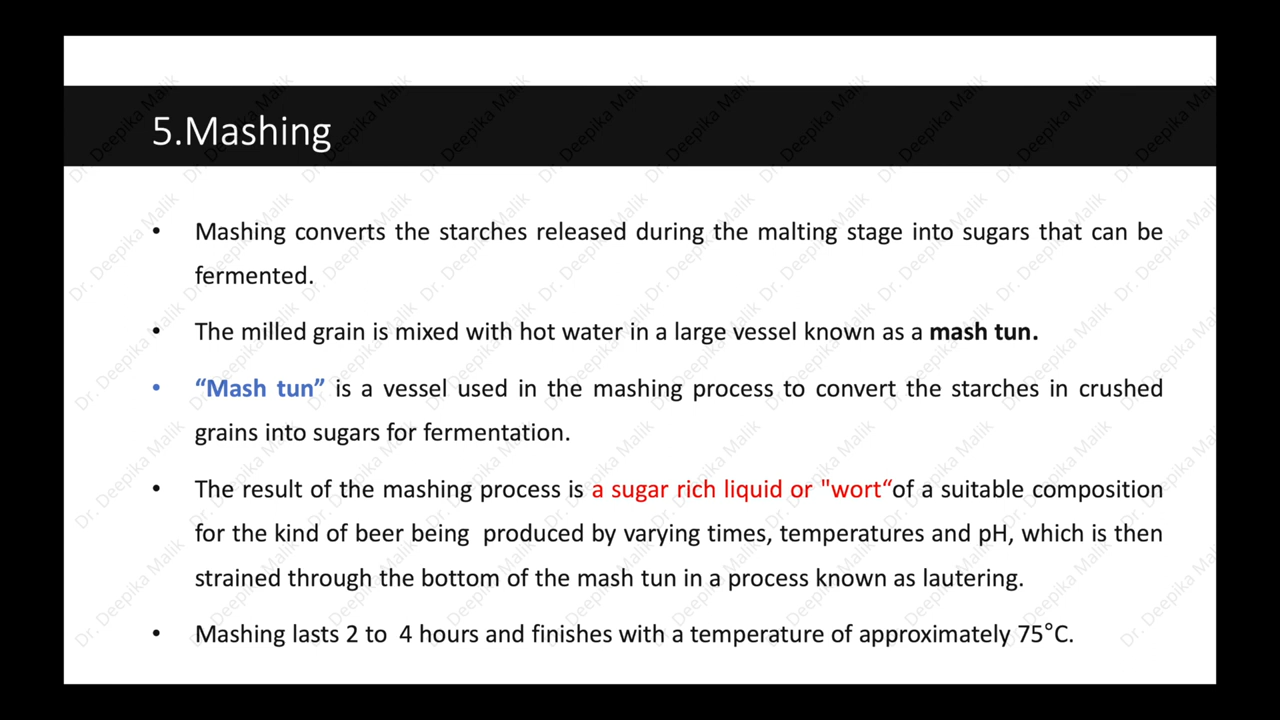 5.Mashing
• Mashing converts the starches released during the malting stage into sugars that can be
fermented.
• The milled grain is mixed with hot water in a large vessel known as a mash tun.
• “Mash tun” is a vessel used in the mashing process to convert the starches in crushed
grains into sugars for fermentation.
• The result of the mashing process is a sugar rich liquid or "wort“of a suitable composition
for the kind of beer being  produced by varying times, temperatures and pH, which is then
strained through the bottom of the mash tun in a process known as lautering.
• Mashing lasts 2 to  4 hours and finishes with a temperature of approximately 75°C.
Dr. Deepika Malik